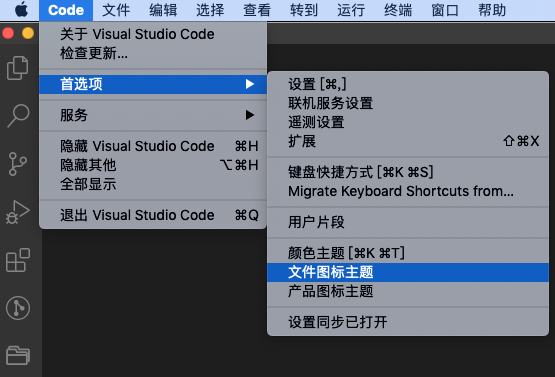 Code 文件 编辑 选择 查看 转到 运行 终端 窗口 帮助
关于 Visual Studio Code
检查更新...
首选项
服务
隐藏 Visual Studio Code ⌘H
隐藏其他 ⌥⌘H
全部显示
退出 Visual Studio Code ⌘Q
设置 [⌘,]
联机服务设置
遥测设置
扩展 ⇧⌘X
键盘快捷方式 [⌘K ⌘S]
Migrate Keyboard Shortcuts from...
用户片段
颜色主题 [⌘K ⌘T]
文件图标主题
产品图标主题
设置同步已打开